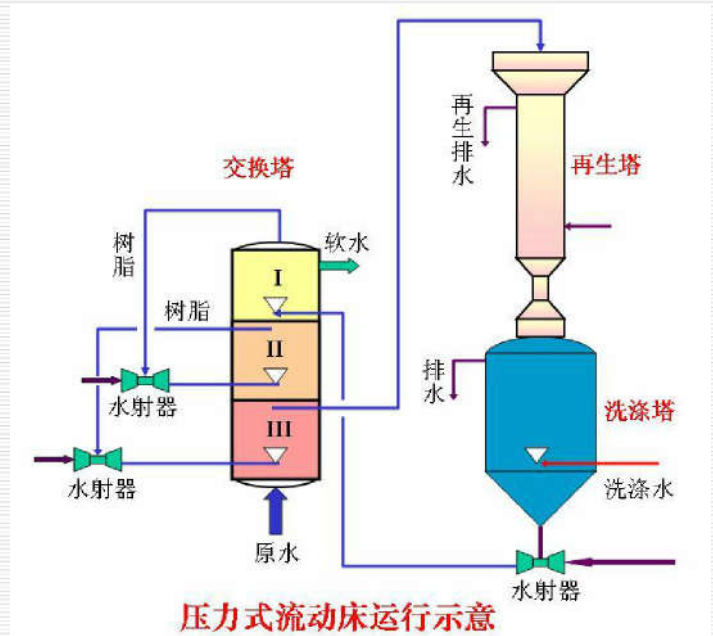 再生排水
再生塔
交换塔
树脂
软水
I
树脂
II
水射器
排水
洗涤塔
III
水射器
洗涤水
原水
水射器
压力式流动床运行示意